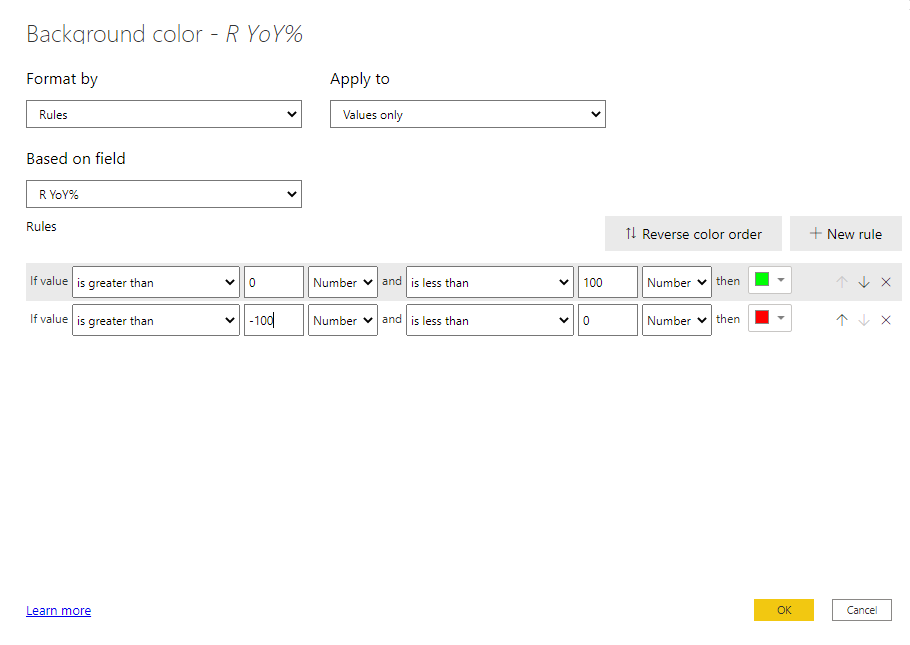 Background color - R YoY%
Format by Apply to
Rules Values only
Based on field
R YoY%
Rules
Reverse color order New rule
If value is greater than 0 Number and is less than 100 Number then
If value is greater than -100 Number and is less than 0 Number then
Learn more OK Cancel